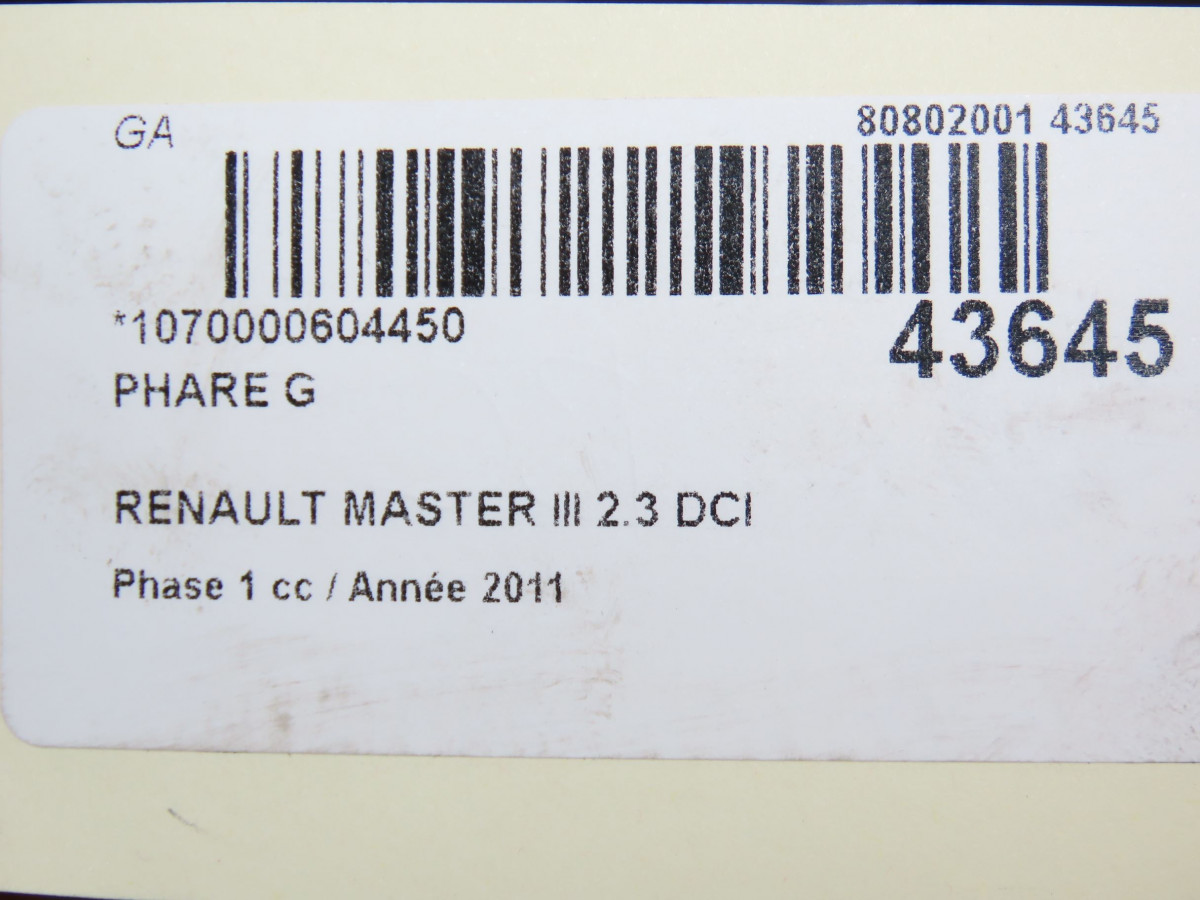 GA 80802001 43645
*1070000604450 43645
PHARE G
RENAULT MASTER III 2.3 DCI
Phase 1 cc / Année 2011